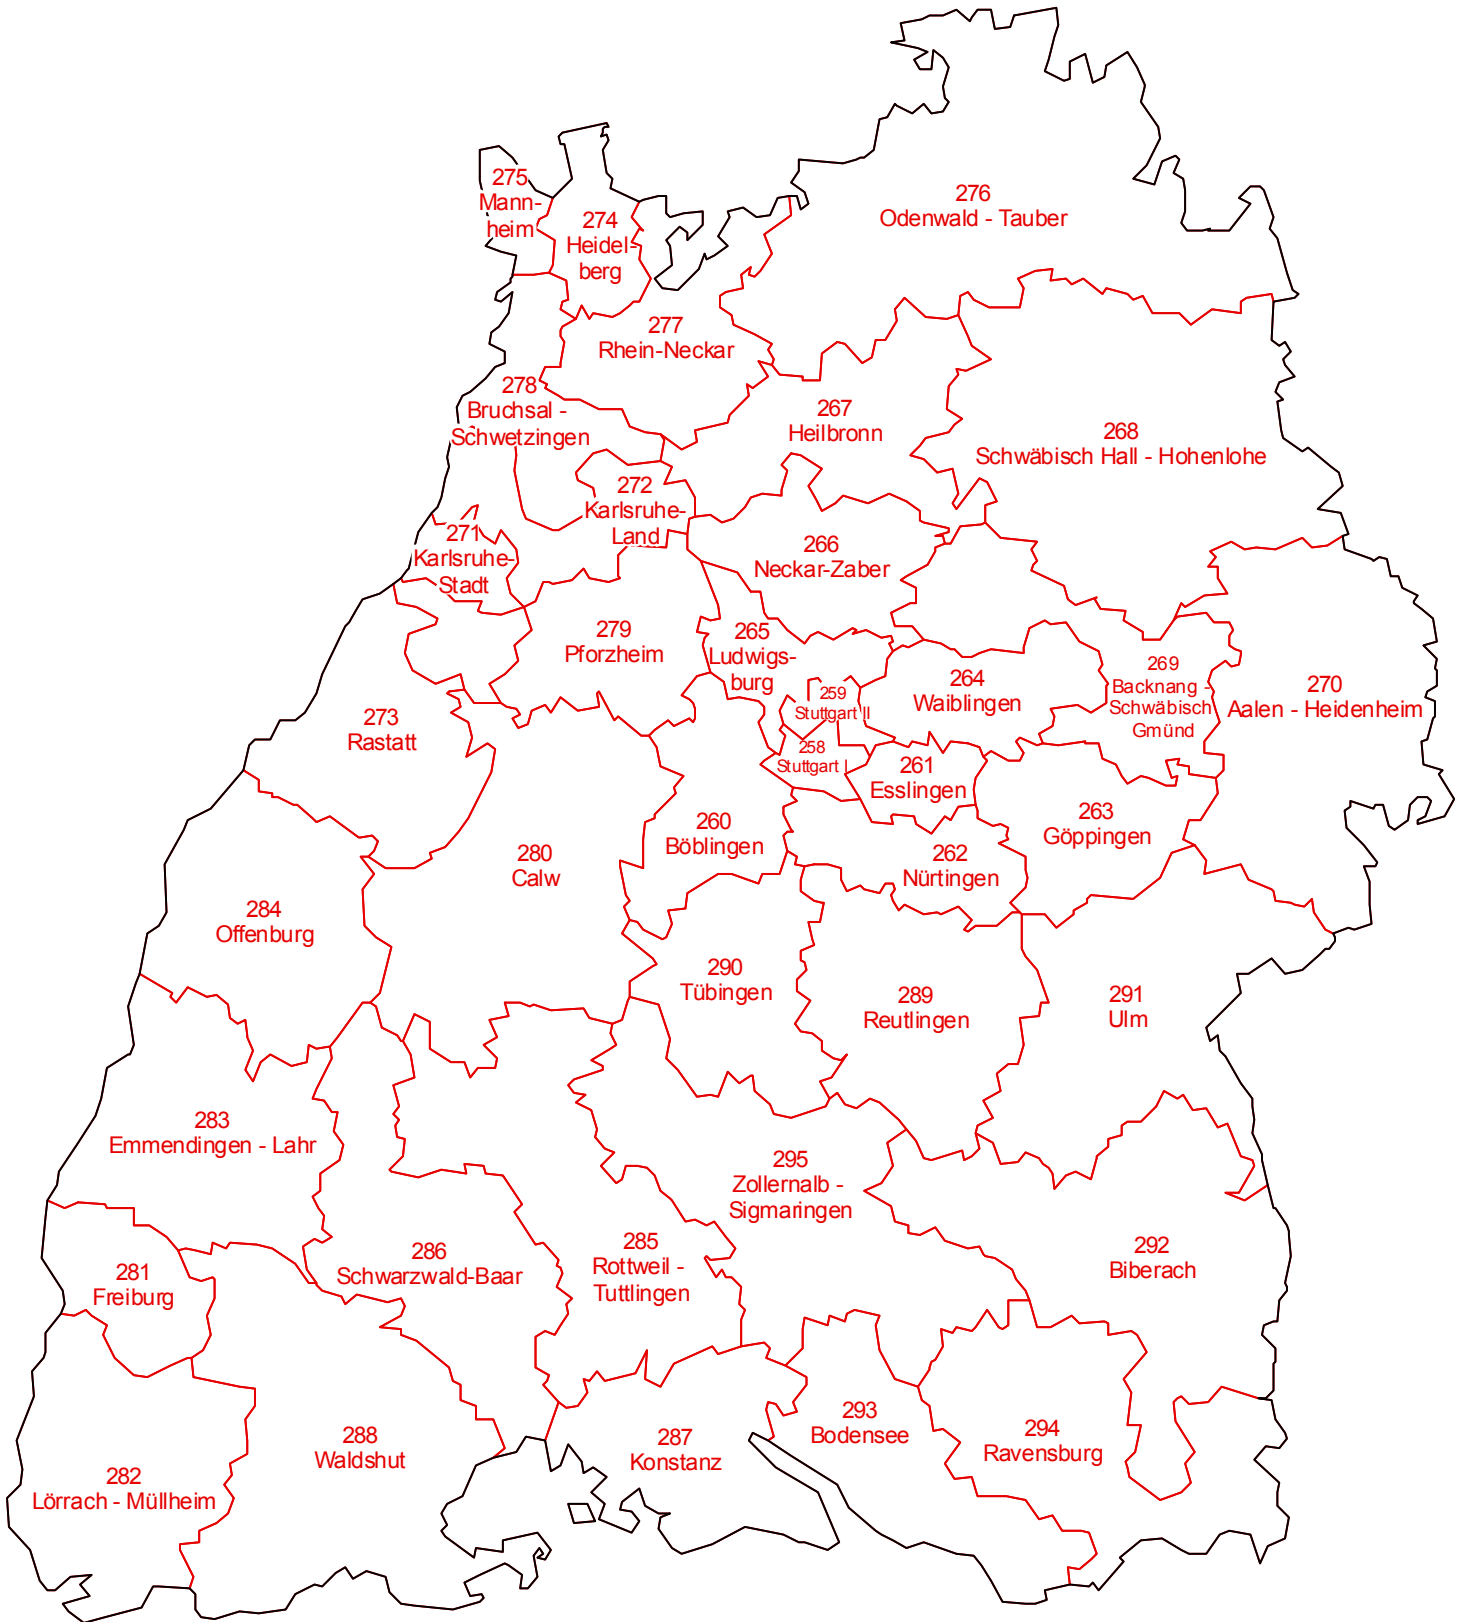 275
Mann-
heim
274
Heidel-
berg
276
Odenwald - Tauber
277
Rhein-Neckar
278
Bruchsal -
Schwetzingen
267
Heilbronn
268
Schwäbisch Hall - Hohenlohe
272
Karlsruhe-
Land
271
Karlsruhe-
Stadt
266
Neckar-Zaber
279
Pforzheim
265
Ludwigs-
burg
259
Stuttgart II
264
Waiblingen
269
Backnang -
Schwäbisch
Gmünd
270
Aalen - Heidenheim
273
Rastatt
258
Stuttgart I
261
Esslingen
260
Böblingen
263
Göppingen
280
Calw
262
Nürtingen
284
Offenburg
290
Tübingen
289
Reutlingen
291
Ulm
283
Emmendingen - Lahr
295
Zollernalb -
Sigmaringen
286
Schwarzwald-Baar
285
Rottweil -
Tuttlingen
292
Biberach
281
Freiburg
288
Waldshut
287
Konstanz
293
Bodensee
294
Ravensburg
282
Lörrach - Müllheim